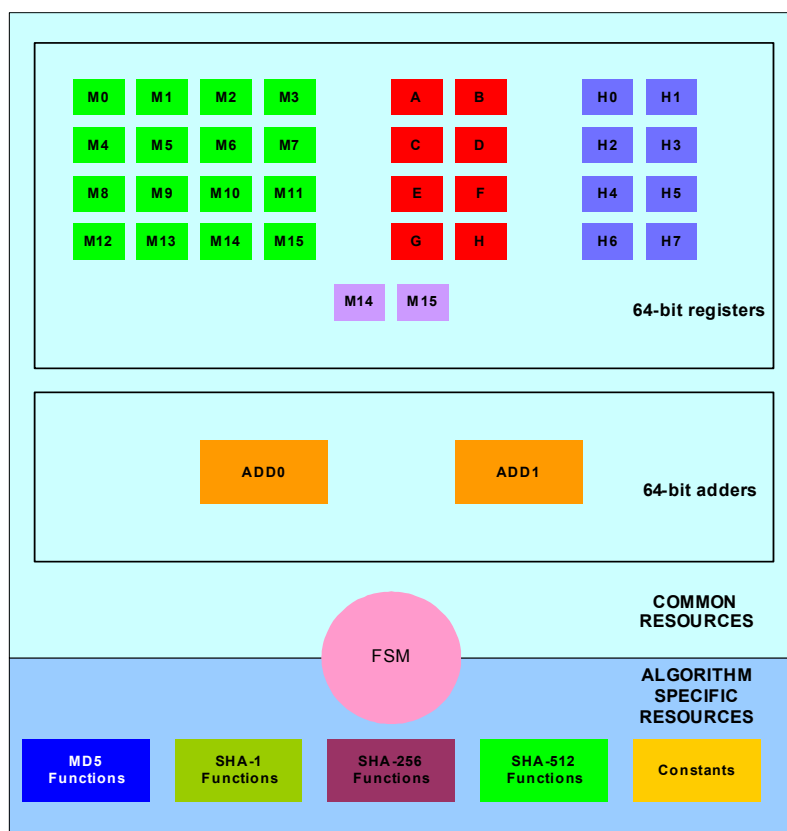 M0 M1 M2 M3 A B H0 H1
M4 M5 M6 M7 C D H2 H3
M8 M9 M10 M11 E F H4 H5
M12 M13 M14 M15 G H H6 H7
M14 M15
64-bit registers
ADD0 ADD1
64-bit adders
COMMON
RESOURCES
FSM
ALGORITHM
SPECIFIC
RESOURCES
MD5
Functions
SHA-1
Functions
SHA-256
Functions
SHA-512
Functions
Constants